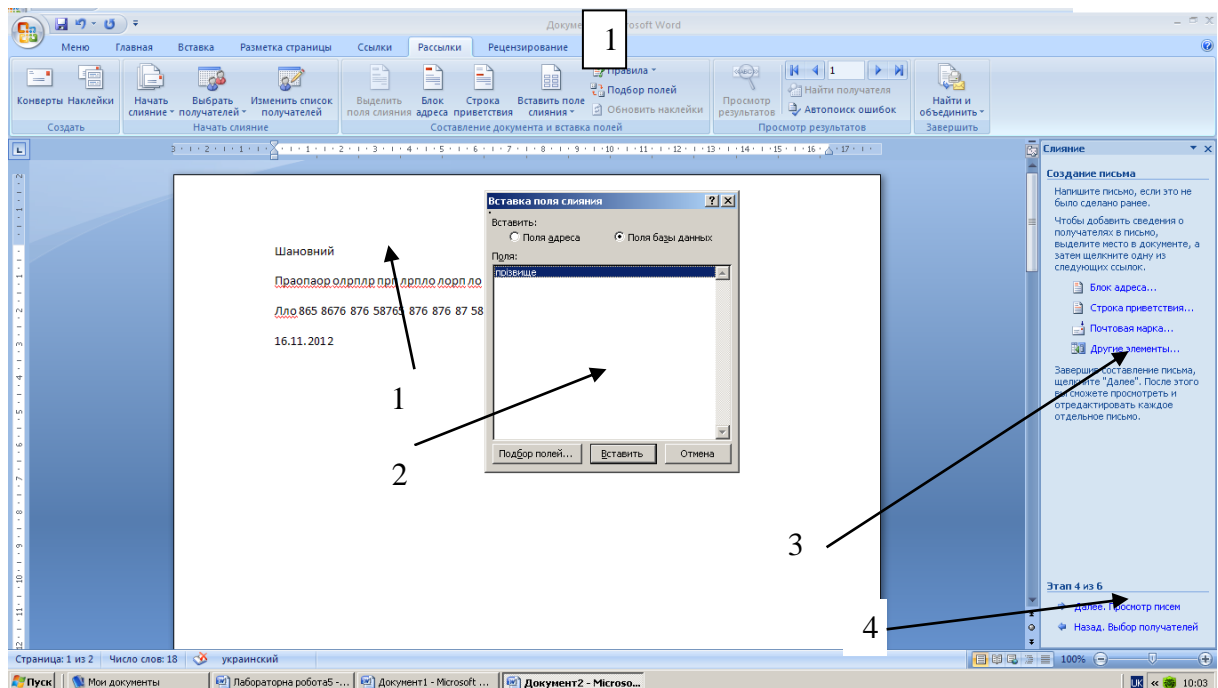 Докуме rosoft Word
1
Меню Главная Вставка Разметка страницы Ссылки Рассылки Рецензирование
Конверты Наклейки
Создать
Начать слияние Выбрать получателей Изменить список получателей
Начать слияние
Выделить поля слияния Блок адреса Строка приветствия Вставить поле слияния
Правила
Подбор полей
Обновить наклейки
Составление документа и вставка полей
Просмотр результатов
1
Найти получателя
Автопоиск ошибок
Просмотр результатов
Найти и объединить
Завершить
Шановний
Праопаор олрплр прп лрпло лорп ло
Лло 865 8676 876 58765 876 876 87 58
16.11.2012
1
2
3
4
Вставка поля слияния
Вставить:
Поля адреса Поля базы данных
Поля:
прізвище
Подбор полей... Вставить Отмена
Слияние
Создание письма
Напишите письмо, если это не
было сделано ранее.
Чтобы добавить сведения о
получателях в письмо,
выделите место в документе, а
затем щелкните одну из
следующих ссылок.
Блок адреса...
Строка приветствия...
Почтовая марка...
Другие элементы...
Завершив составление письма,
щелкните "Далее". После этого
вы сможете просмотреть и
отредактировать каждое
отдельное письмо.
Этап 4 из 6
Далее. Просмотр писем
Назад. Выбор получателей
Страница: 1 из 2 Число слов: 18 украинский 100%
Пуск Мои документы Лабораторна робота5 -... Документ1 - Microsoft ... Документ2 - Microso... UK « 10:03